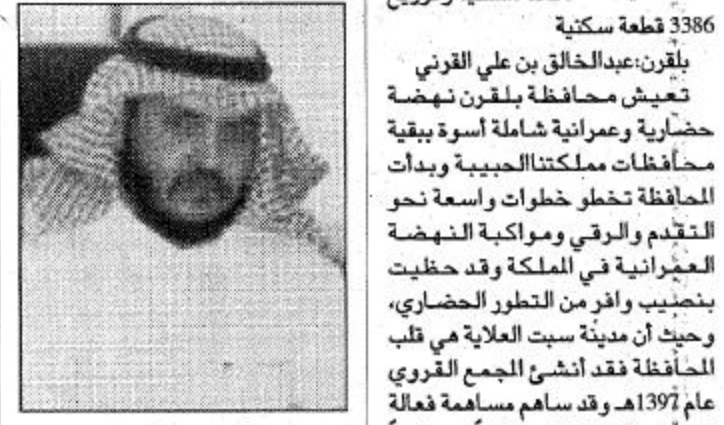 3386 قطعة سكنية
بلقرن:عبدالخالق بن علي القرني
تعيش محافظة بلقرن نهضة
حضارية وعمرانية شاملة أسوة ببقية
محافظات مملكتنا الحبيبة وبدأت
المحافظة تخطو خطوات واسعة نحو
التقدم والرقي ومواكبة النهضة
العمرانية في المملكة وقد حظيت
بنصيب وافر من التطور الحضاري،
وحيث أن مدينة سبت العلاية هي قلب
المحافظة فقد أنشئ المجمع القروي
عام 1397هـ وقد ساهم مساهمة فعالة